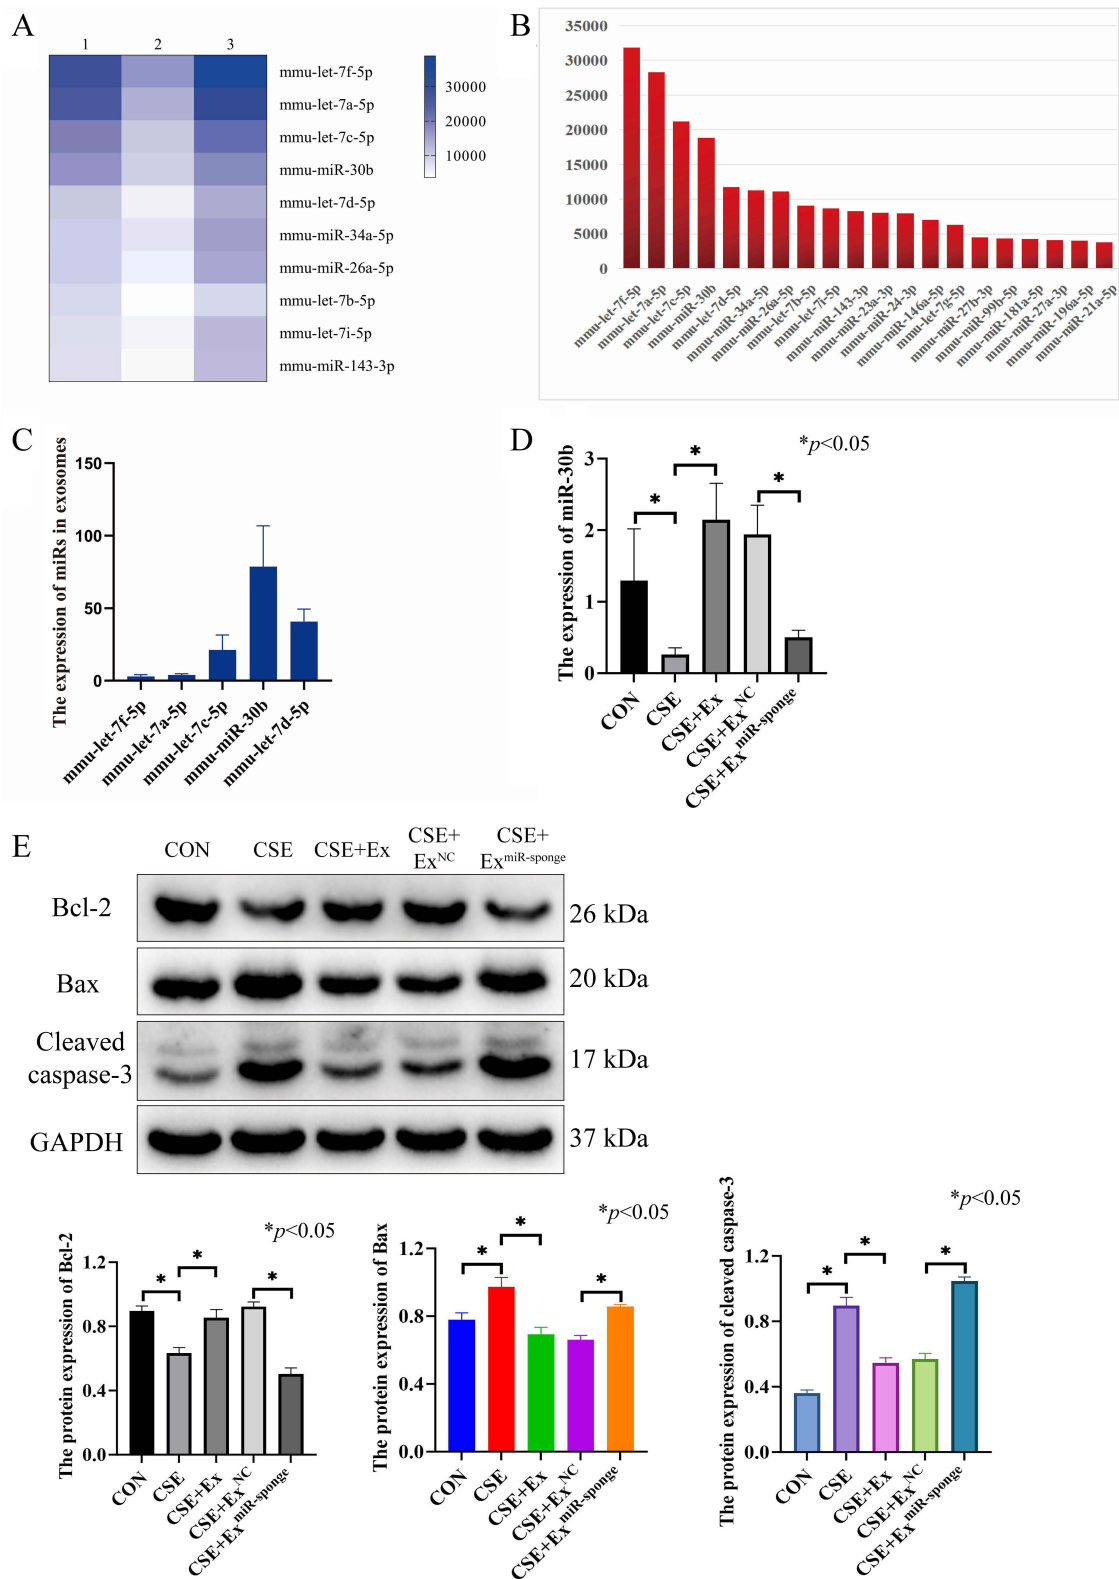 A
1 2 3
mmu-let-7f-5p
mmu-let-7a-5p
mmu-let-7c-5p
mmu-miR-30b
mmu-let-7d-5p
mmu-miR-34a-5p
mmu-miR-26a-5p
mmu-let-7b-5p
mmu-let-7i-5p
mmu-miR-143-3p
30000
20000
10000
B
35000
30000
25000
20000
15000
10000
5000
0
mmu-let-7f-5p
mmu-let-7a-5p
mmu-let-7c-5p
mmu-miR-30b
mmu-let-7d-5p
mmu-miR-34a-5p
mmu-miR-26a-5p
mmu-let-7b-5p
mmu-let-7i-5p
mmu-miR-143-3p
mmu-miR-23a-3p
mmu-miR-24-3p
mmu-miR-146a-5p
mmu-let-7g-5p
mmu-miR-27b-3p
mmu-miR-99b-5p
mmu-miR-181a-5p
mmu-miR-27a-3p
mmu-miR-196a-5p
mmu-miR-21a-5p
C
The expression of miRs in exosomes
150
100
50
0
mmu-let-7f-5p
mmu-let-7a-5p
mmu-let-7c-5p
mmu-miR-30b
mmu-let-7d-5p
D
*p<0.05
The expression of miR-30b
3
2
1
0
* * *
CON
CSE
CSE+Ex
CSE+Ex^NC
CSE+Ex^miR-sponge
E
CON CSE CSE+Ex CSE+ Ex^NC CSE+ Ex^miR-sponge
Bcl-2 26 kDa
Bax 20 kDa
Cleaved
caspase-3 17 kDa
GAPDH 37 kDa
*p<0.05
The protein expression of Bcl-2
1.2
0.8
0.4
0.0
* * *
CON
CSE
CSE+Ex
CSE+Ex^NC
CSE+Ex^miR-sponge
*p<0.05
The protein expression of Bax
1.2
0.8
0.4
0.0
* * *
CON
CSE
CSE+Ex
CSE+Ex^NC
CSE+Ex^miR-sponge
*p<0.05
The protein expression of cleaved caspase-3
1.2
0.8
0.4
0.0
* * *
CON
CSE
CSE+Ex
CSE+Ex^NC
CSE+Ex^miR-sponge